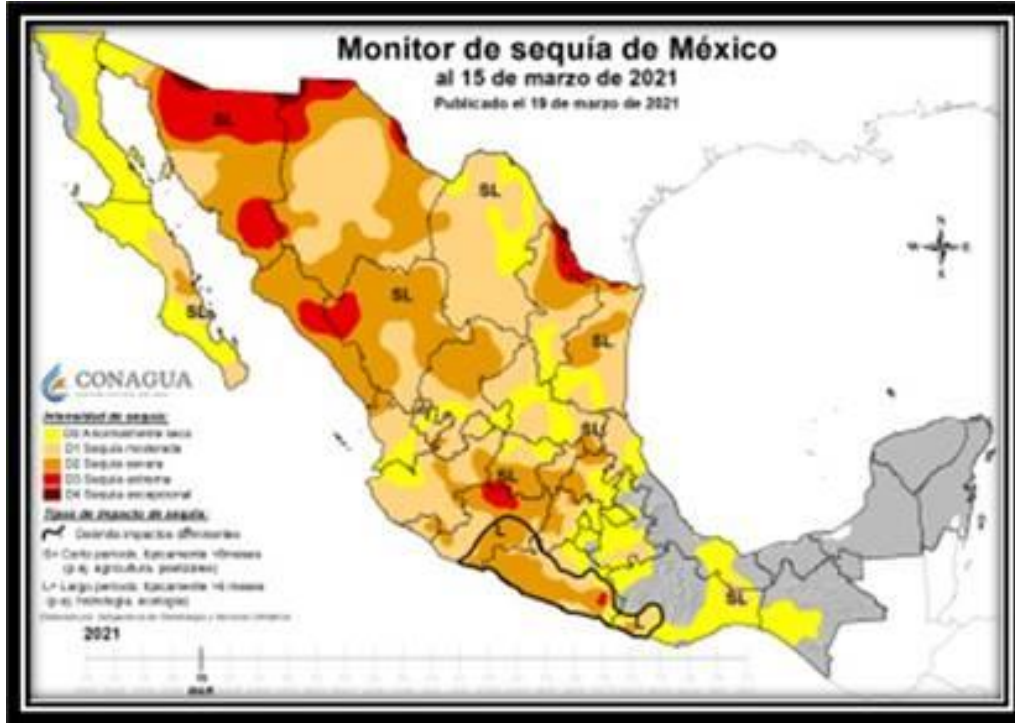 Monitor de sequía de México
al 15 de marzo de 2021
Publicado el 19 de marzo de 2021
SL
SL
SL
SL
SL
SL
SL
SL
CONAGUA
Intensidad de sequía:
D0 Anormalmente seco
D1 Sequía moderada
D2 Sequía severa
D3 Sequía extrema
D4 Sequía excepcional
Tipos de impacto de sequía:
Delimita impactos dominantes
S= Corto periodo, típicamente <6 meses
(p.ej. agricultura, pastizales)
L= Largo periodo, típicamente >6 meses
(p.ej. hidrología, ecología)
2021